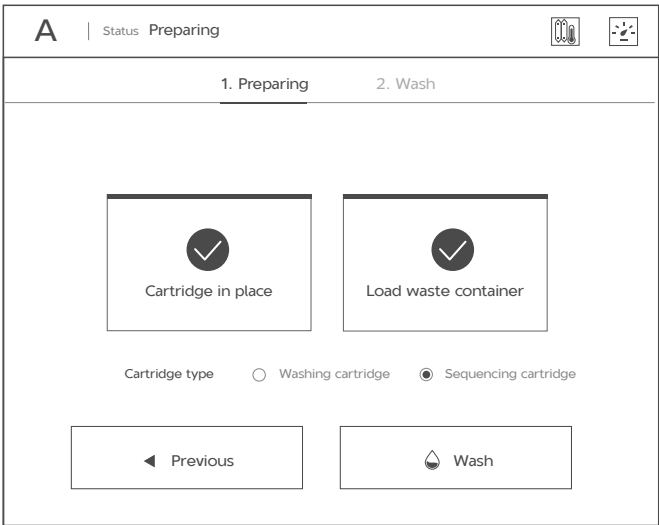 A Status Preparing
1. Preparing 2. Wash
Cartridge in place Load waste container
Cartridge type Washing cartridge Sequencing cartridge
Previous Wash